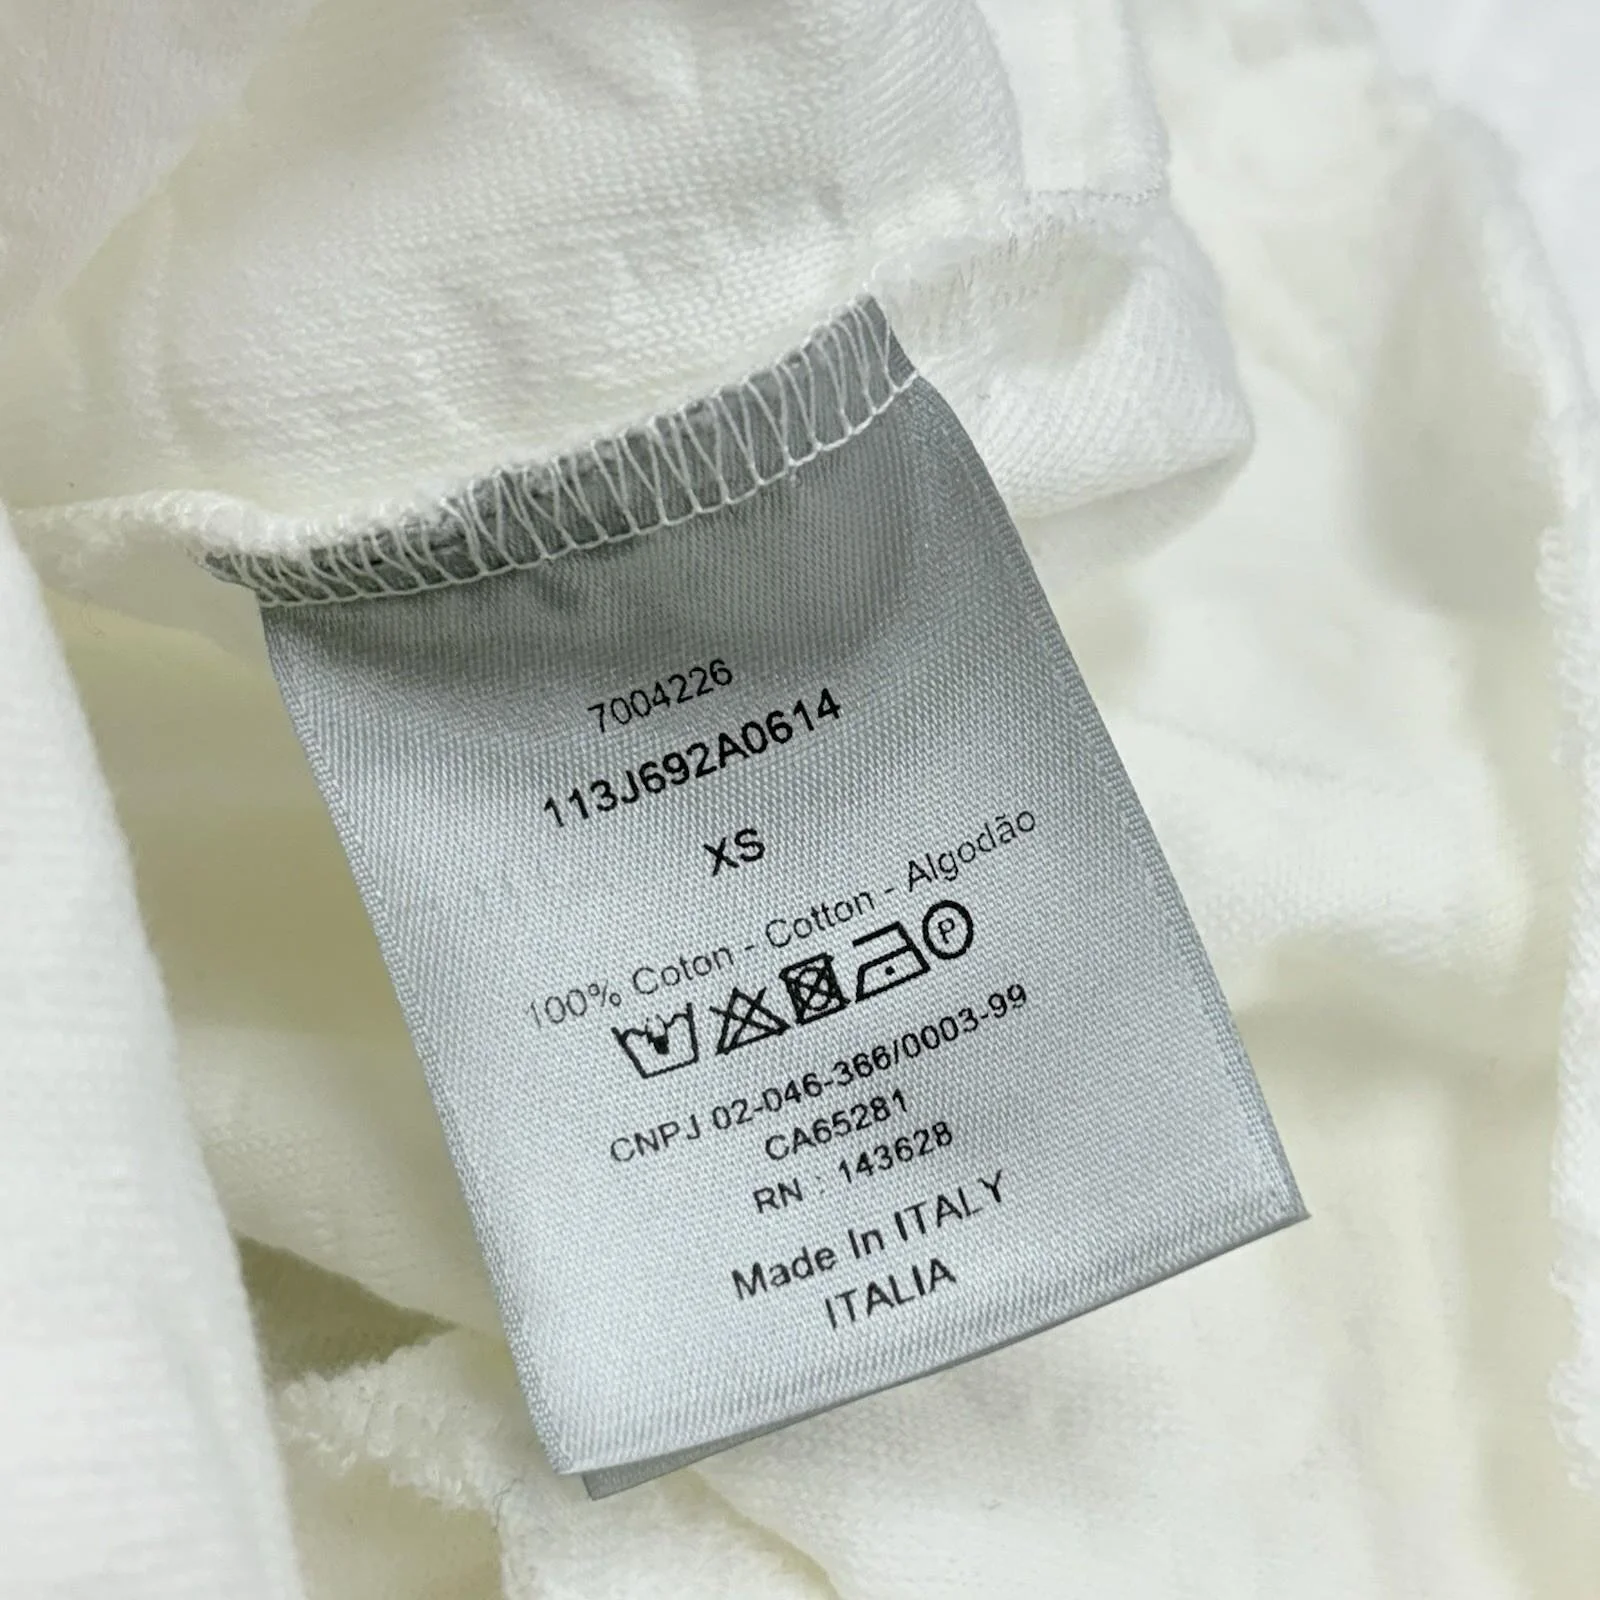 7004226
113J692A0614
XS
100% Coton - Cotton - Algodão
P
CNPJ 02-046-366/0003-99
CA65281
RN : 143628
Made In ITALY
ITALIA